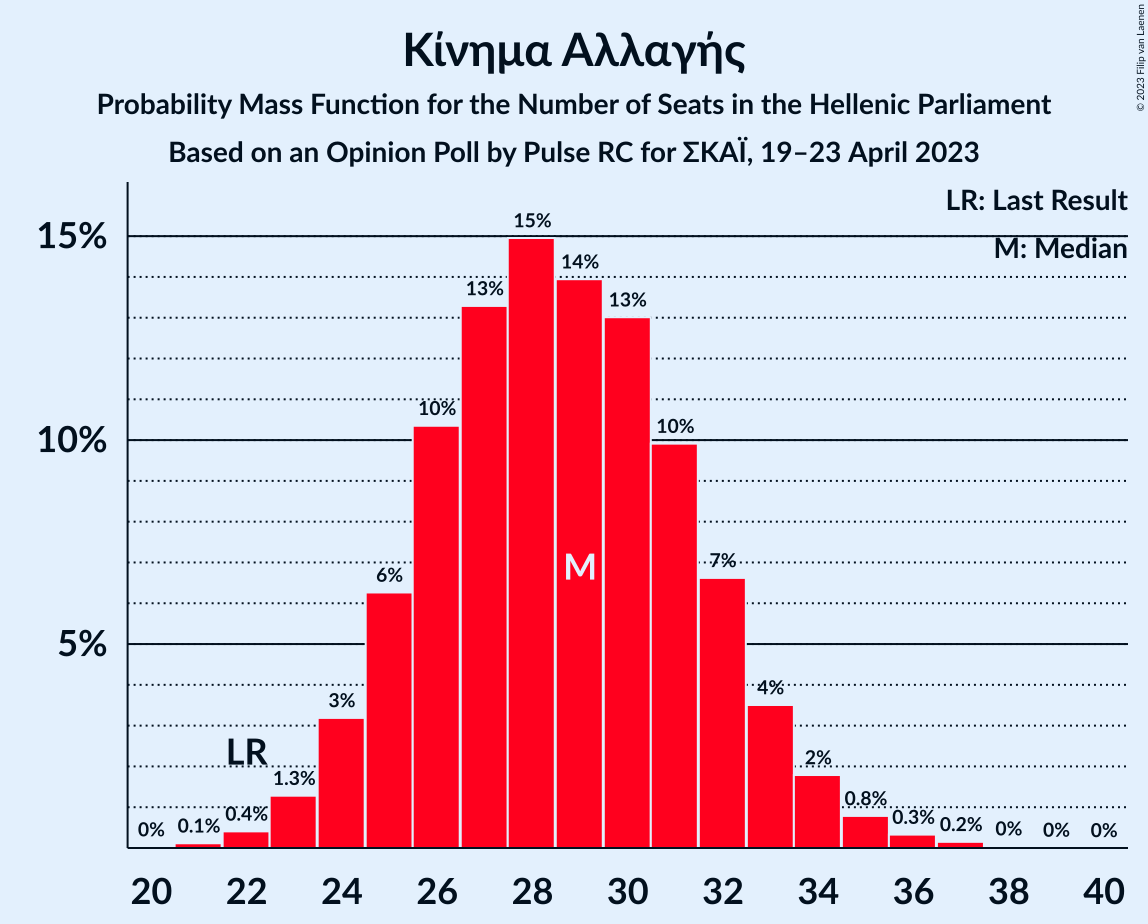 Κίνημα Αλλαγής
Probability Mass Function for the Number of Seats in the Hellenic Parliament
Based on an Opinion Poll by Pulse RC for ΣΚΑΪ, 19–23 April 2023
© 2023 Filip van Laenen
LR: Last Result
M: Median
15%
10%
5%
0%
0.1%
0.4%
1.3%
3%
6%
10%
13%
15%
14%
13%
10%
7%
4%
2%
0.8%
0.3%
0.2%
0%
0%
0%
LR
M
20 22 24 26 28 30 32 34 36 38 40